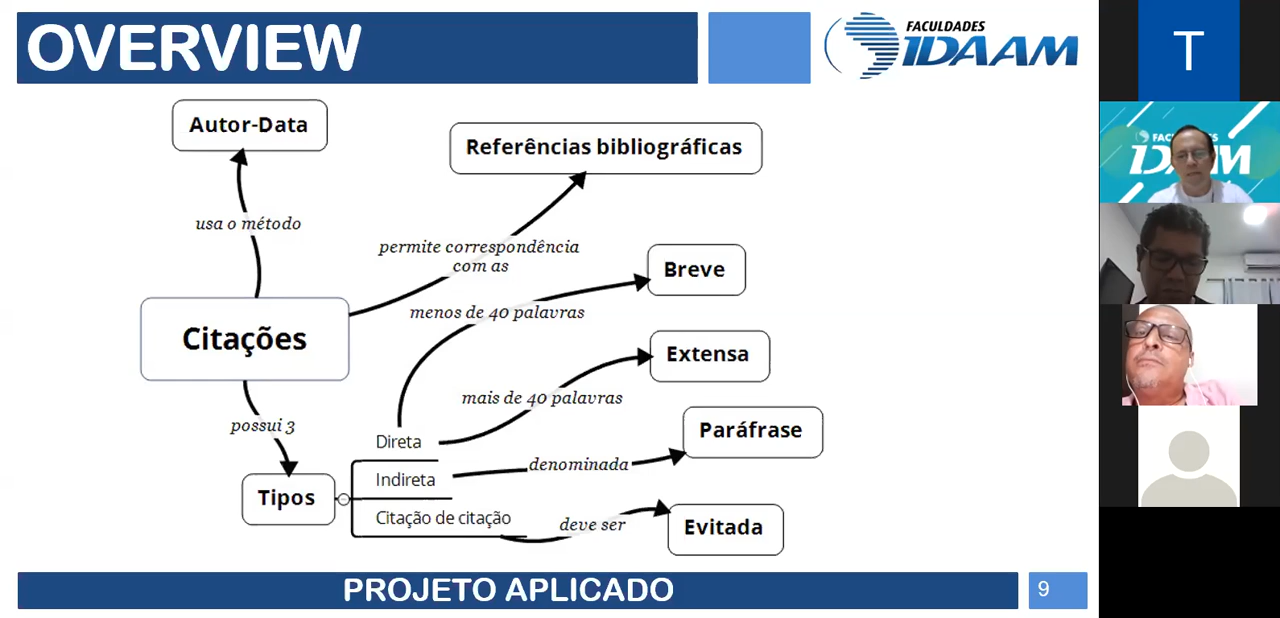 OVERVIEW
FACULDADES
IDAAM
T
Autor-Data
Referências bibliográficas
usa o método
permite correspondência
com as
Breve
menos de 40 palavras
Citações
Extensa
mais de 40 palavras
Paráfrase
possui 3
Direta
denominada
Indireta
Tipos
Citação de citação
deve ser
Evitada
PROJETO APLICADO
9